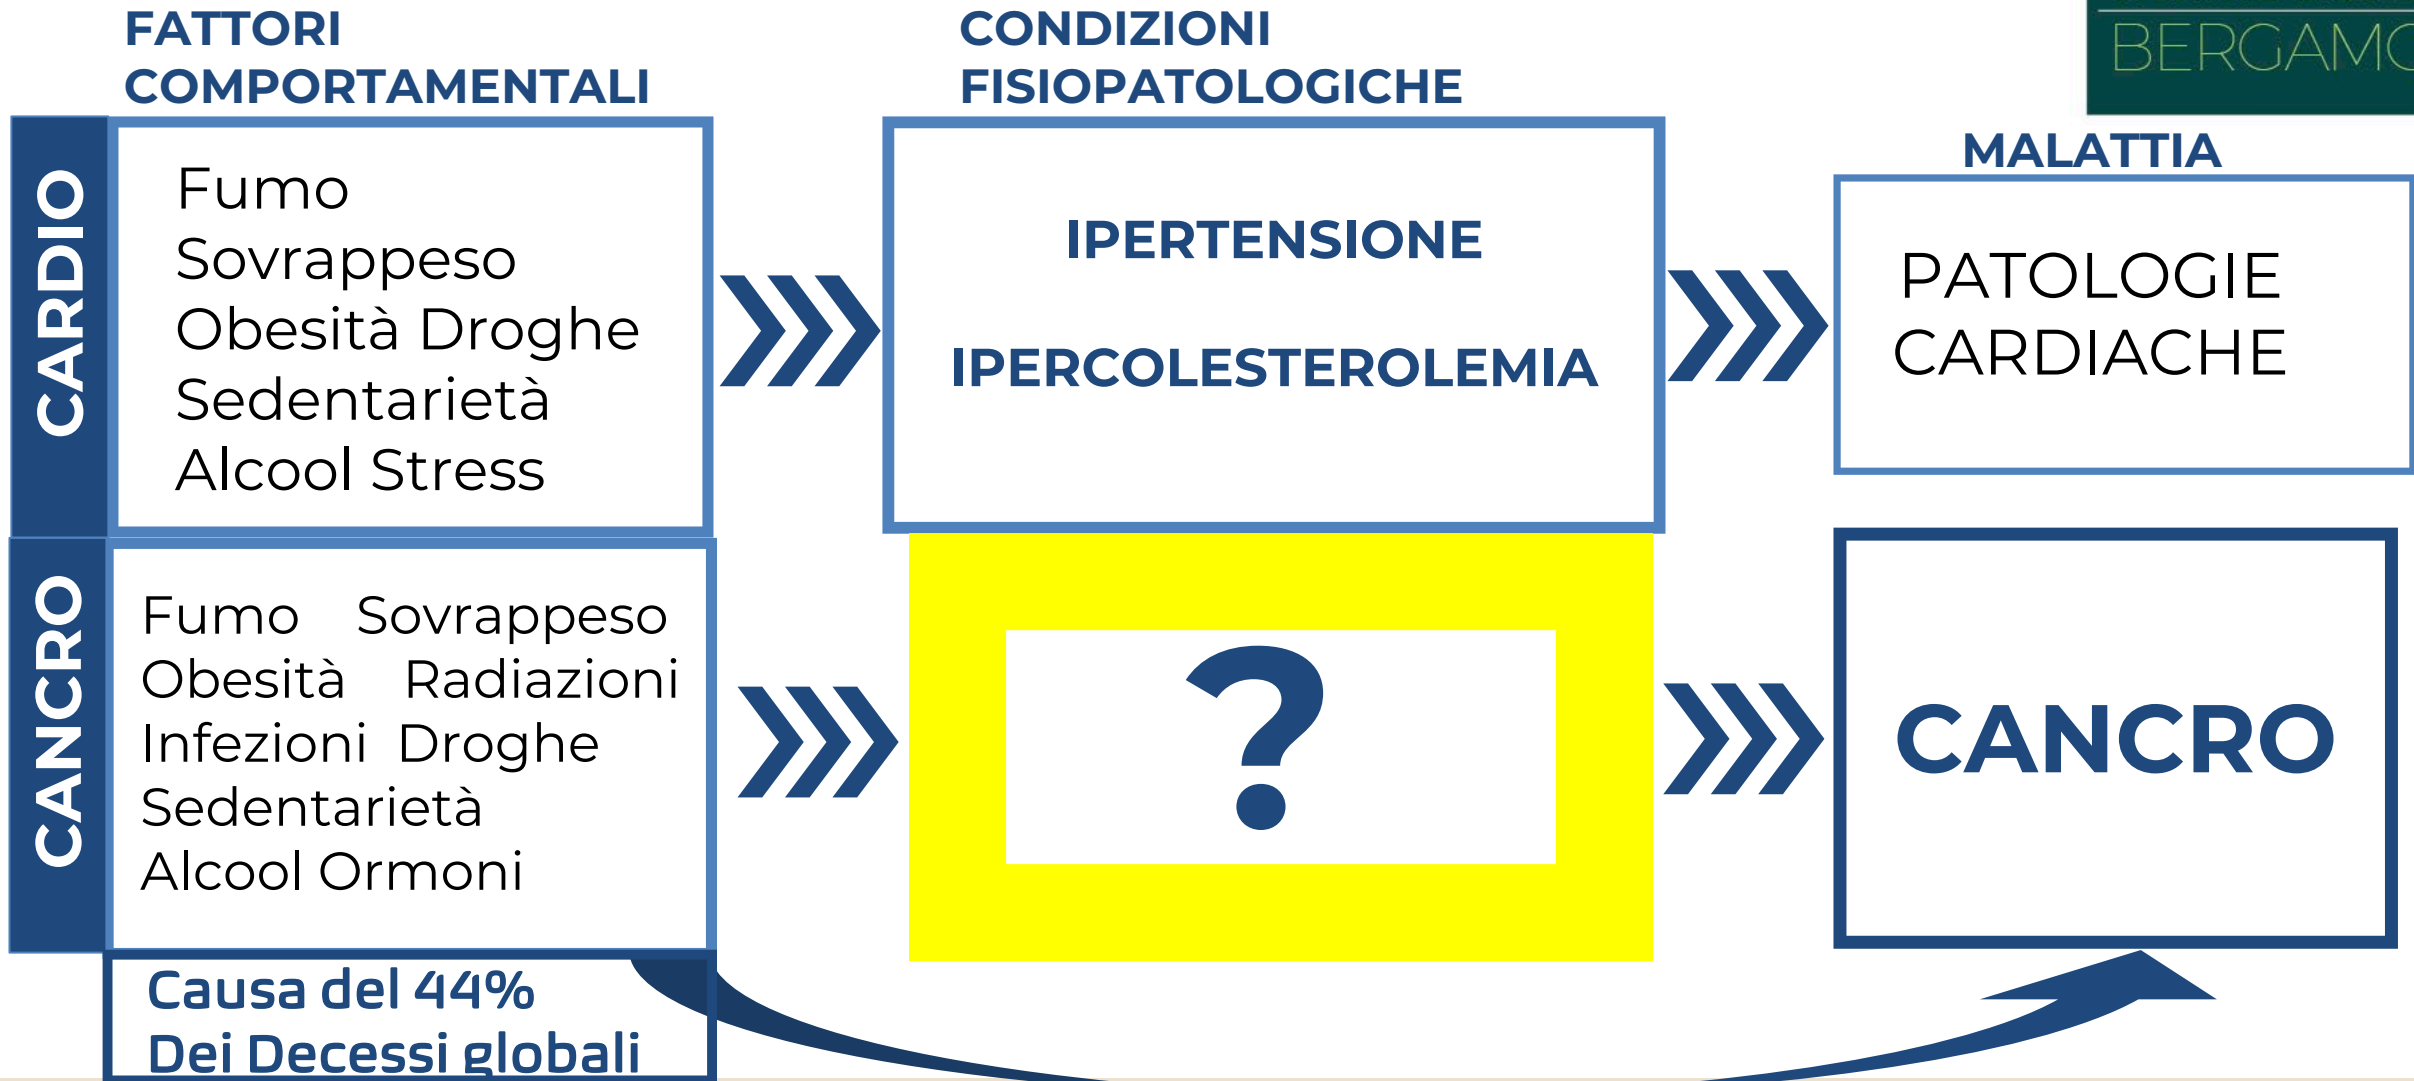 FATTORI
COMPORTAMENTALI
CONDIZIONI
FISIOPATOLOGICHE
BERGAMO
MALATTIA
CARDIO
Fumo
Sovrappeso
Obesità Droghe
Sedentarietà
Alcool Stress
IPERTENSIONE
IPERCOLESTEROLEMIA
PATOLOGIE
CARDIACHE
CANCRO
Fumo Sovrappeso
Obesità Radiazioni
Infezioni Droghe
Sedentarietà
Alcool Ormoni
?
CANCRO
Causa del 44%
Dei Decessi globali